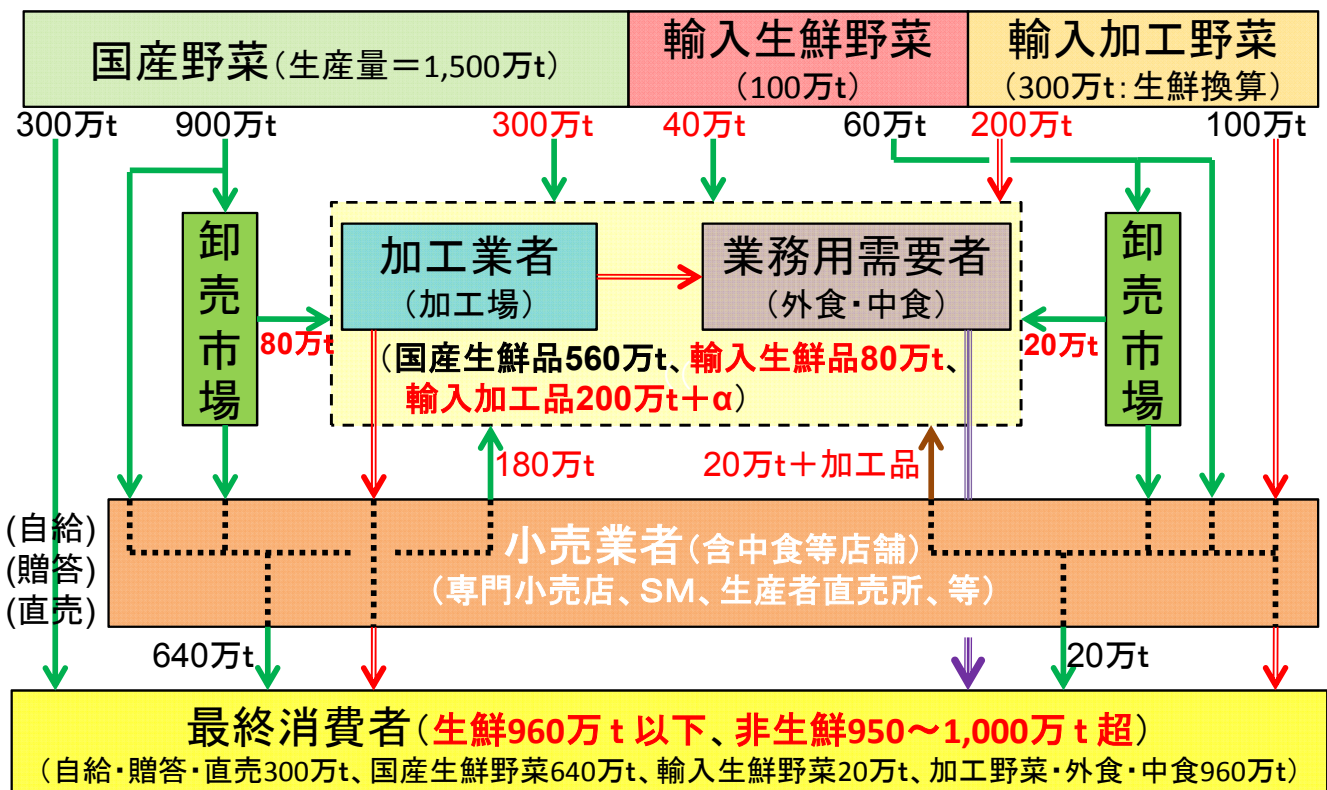 国産野菜(生産量＝1,500万t)
輸入生鮮野菜
(100万t)
輸入加工野菜
(300万t：生鮮換算)
300万t
900万t
300万t
40万t
60万t
200万t
100万t
卸売市場
加工業者
(加工場)
業務用需要者
(外食・中食)
卸売市場
80万t
20万t
(国産生鮮品560万t、輸入生鮮品80万t、
輸入加工品200万t＋α)
180万t
20万t＋加工品
(自給)
(贈答)
(直売)
小売業者(含中食等店舗)
(専門小売店、SM、生産者直売所、等)
640万t
20万t
最終消費者(生鮮960万t以下、非生鮮950～1,000万t超)
(自給・贈答・直売300万t、国産生鮮野菜640万t、輸入生鮮野菜20万t、加工野菜・外食・中食960万t)